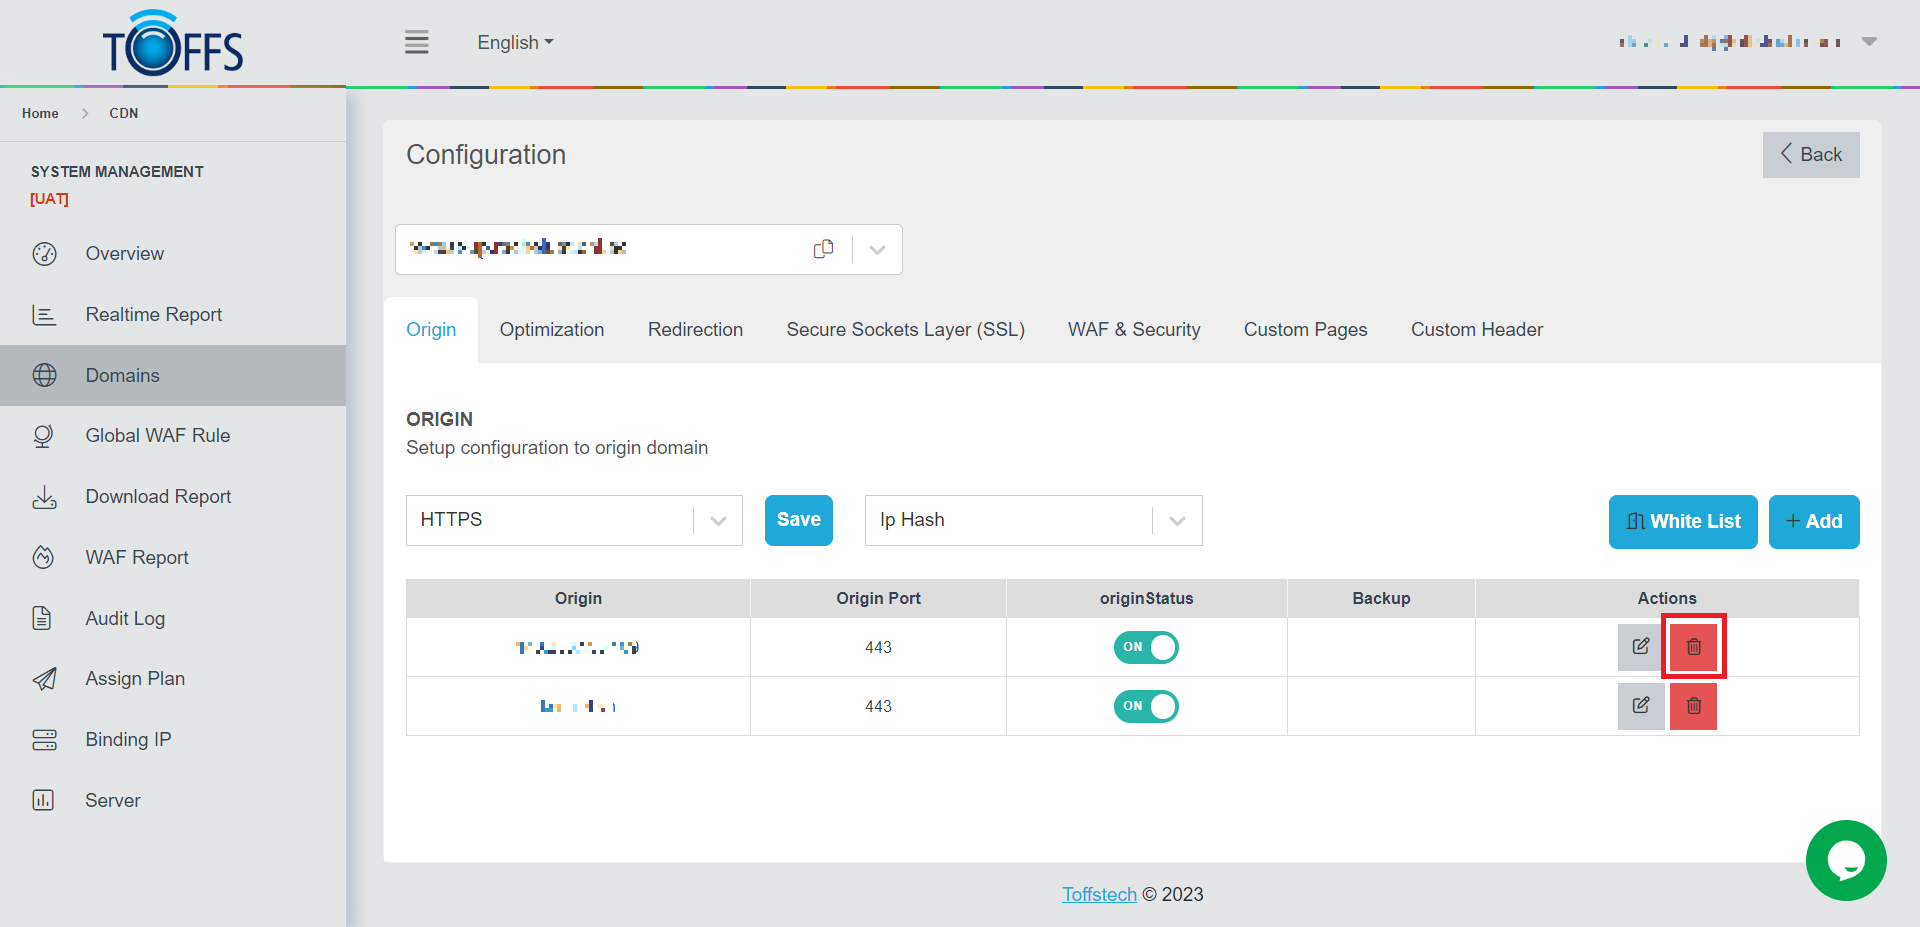 TOFFS
English
Home > CDN
SYSTEM MANAGEMENT
[UAT]
Overview
Realtime Report
Domains
Global WAF Rule
Download Report
WAF Report
Audit Log
Assign Plan
Binding IP
Server
Configuration
Back
Origin
Optimization
Redirection
Secure Sockets Layer (SSL)
WAF & Security
Custom Pages
Custom Header
ORIGIN
Setup configuration to origin domain
HTTPS
Save
Ip Hash
White List
+ Add
Origin Origin Port originStatus Backup Actions
443 ON
443 ON
Toffstech © 2023